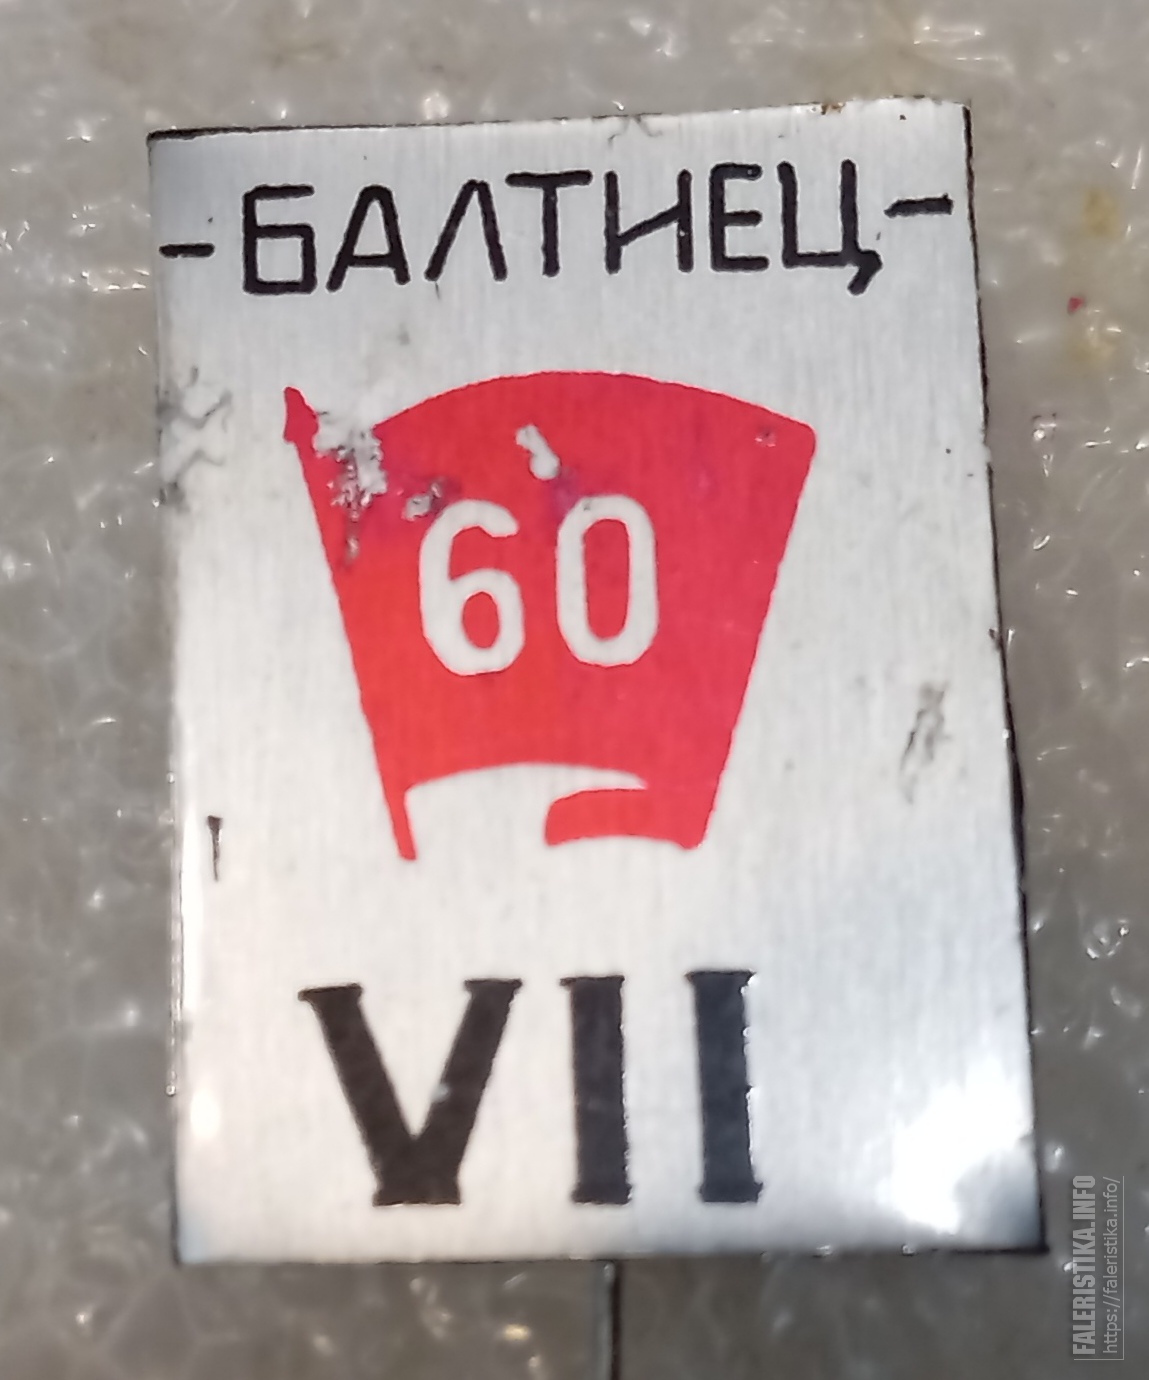 -БАЛТИЕЦ-
60
VII
FALERISTIKA.INFO
https://faleristika.info/